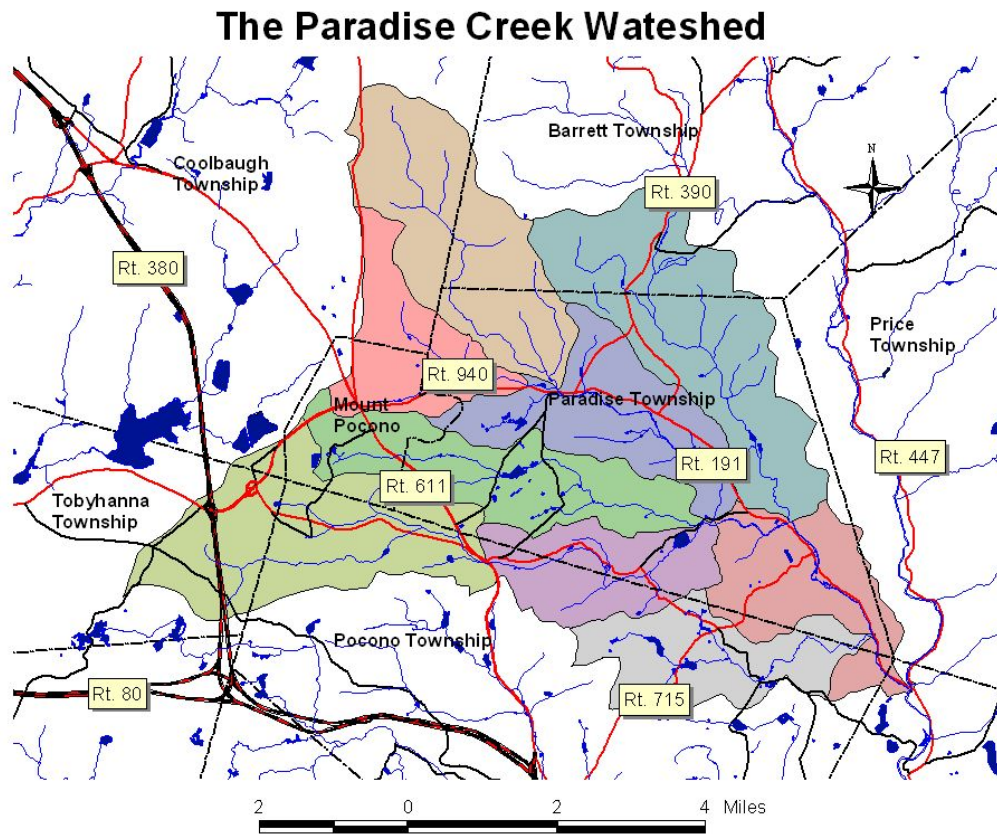 The Paradise Creek Wateshed
Barrett Township
N
Coolbaugh
Township
Rt. 390
Rt. 380
Price
Township
Rt. 940
Mount
Pocono
Paradise Township
Rt. 191
Rt. 447
Rt. 611
Tobyhanna
Township
Pocono Township
Rt. 80
Rt. 715
2 0 2 4 Miles